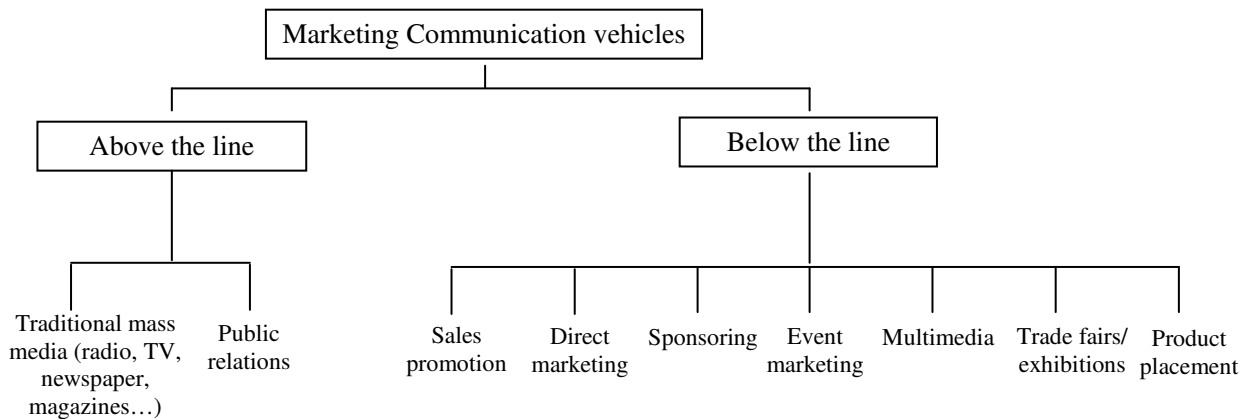 Marketing Communication vehicles
Above the line
Below the line
Traditional mass
media (radio, TV,
newspaper,
magazines…)
Public
relations
Sales
promotion
Direct
marketing
Sponsoring
Event
marketing
Multimedia
Trade fairs/
exhibitions
Product
placement